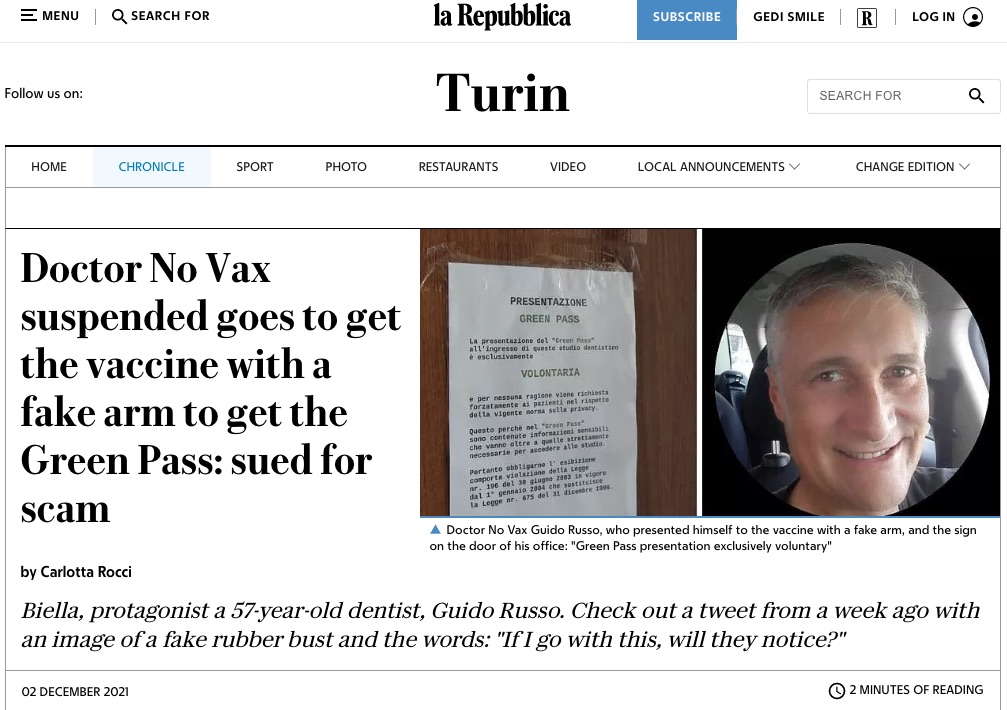 MENU
SEARCH FOR
la Repubblica
SUBSCRIBE
GEDI SMILE
R
LOG IN
Follow us on:
Turin
SEARCH FOR
HOME
CHRONICLE
SPORT
PHOTO
RESTAURANTS
VIDEO
LOCAL ANNOUNCEMENTS
CHANGE EDITION
Doctor No Vax
suspended goes to get
the vaccine with a
fake arm to get the
Green Pass: sued for
scam
by Carlotta Rocci
PRESENTAZIONE
GREEN PASS
La presentazione del "Green Pass"
all'ingresso di questo studio dentistico
è esclusivamente
VOLONTARIA
e per nessuna ragione viene richiesta
forzatamente ai pazienti nel rispetto
della vigente norma sulla privacy.
Questo perchè nel "Green Pass"
sono contenute informazioni sensibili
che vanno oltre a quelle strettamente
necessarie per accedere allo studio.
Pertanto obbligarne l' esibizione
comporta violazione della Legge
nr. 196 del 30 giugno 2003 in vigore
dal 1° gennaio 2004 che sostituisce
la Legge nr. 675 del 31 dicembre 1996.
Doctor No Vax Guido Russo, who presented himself to the vaccine with a fake arm, and the sign
on the door of his office: "Green Pass presentation exclusively voluntary"
Biella, protagonist a 57-year-old dentist, Guido Russo. Check out a tweet from a week ago with
an image of a fake rubber bust and the words: "If I go with this, will they notice?"
02 DECEMBER 2021
2 MINUTES OF READING